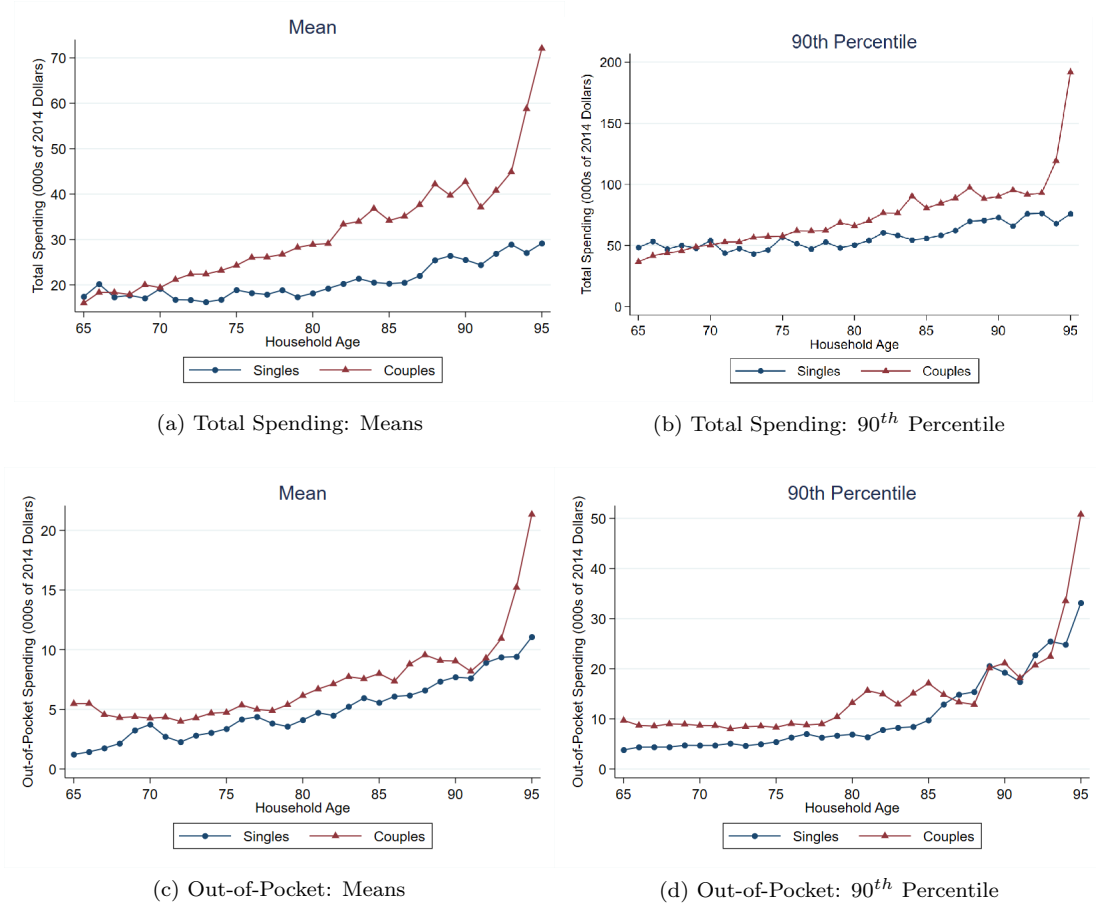 Mean
Total Spending (000s of 2014 Dollars)
70
60
50
40
30
20
65 70 75 80 85 90 95
Household Age
Singles Couples
(a) Total Spending: Means
90th Percentile
Total Spending (000s of 2014 Dollars)
200
150
100
50
0
65 70 75 80 85 90 95
Household Age
Singles Couples
(b) Total Spending: 90th Percentile
Mean
Out-of-Pocket Spending (000s of 2014 Dollars)
20
15
10
5
0
65 70 75 80 85 90 95
Household Age
Singles Couples
(c) Out-of-Pocket: Means
90th Percentile
Out-of-Pocket Spending (000s of 2014 Dollars)
50
40
30
20
10
0
65 70 75 80 85 90 95
Household Age
Singles Couples
(d) Out-of-Pocket: 90th Percentile